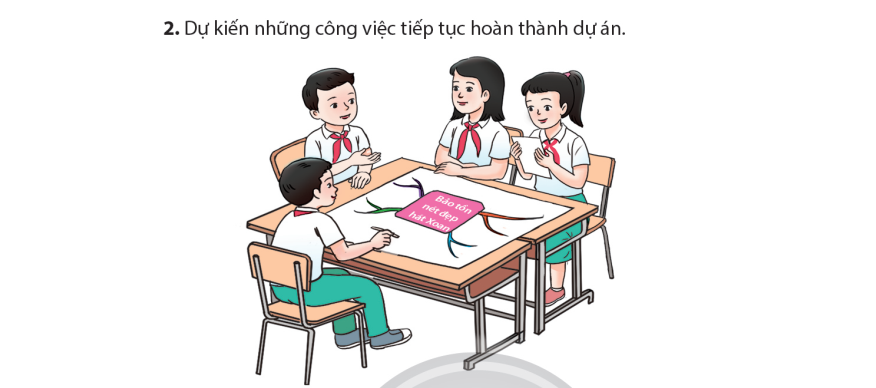 2. Dự kiến những công việc tiếp tục hoàn thành dự án.
Bảo tồn
nét đẹp
hát Xoan